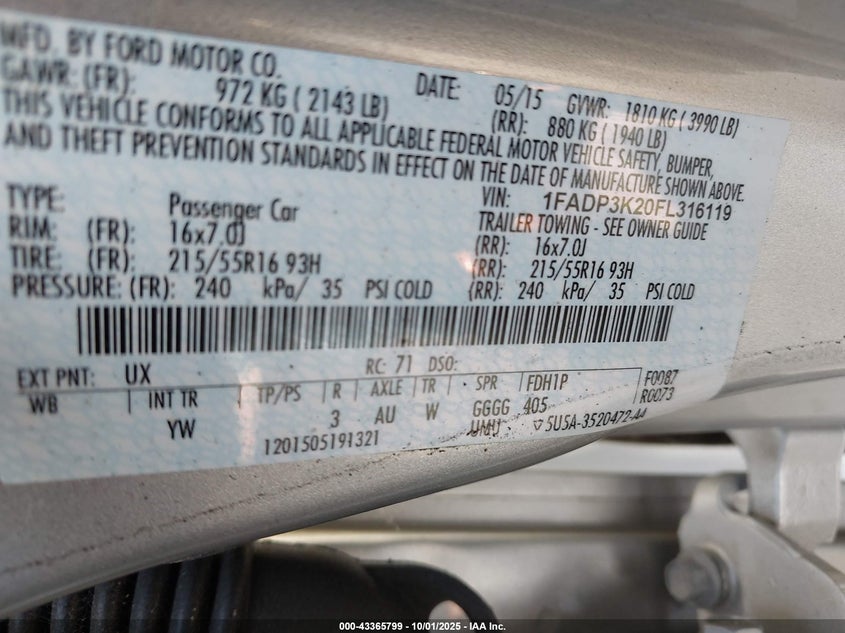 MFD. BY FORD MOTOR CO.
DATE: 05/15 GVWR: 1810 KG ( 3990 LB)
GAWR: (FR): 972 KG ( 2143 LB) (RR): 880 KG ( 1940 LB)
THIS VEHICLE CONFORMS TO ALL APPLICABLE FEDERAL MOTOR VEHICLE SAFETY, BUMPER,
AND THEFT PREVENTION STANDARDS IN EFFECT ON THE DATE OF MANUFACTURE SHOWN ABOVE.
VIN: 1FADP3K20FL316119
TYPE: Passenger Car TRAILER TOWING - SEE OWNER GUIDE
RIM: (FR): 16x7.0J (RR): 16x7.0J
TIRE: (FR): 215/55R16 93H (RR): 215/55R16 93H
PRESSURE: (FR): 240 kPa/ 35 PSI COLD (RR): 240 kPa/ 35 PSI COLD
EXT PNT: UX RC: 71 DSO:
WB INT TR TP/PS R AXLE TR SPR FDH1P F0087
YW 3 AU W GGGG 405 R0073
1201505191321 UMU 5U5A-3520472-AA
000-43365799 - 10/01/2025 - IAA Inc.